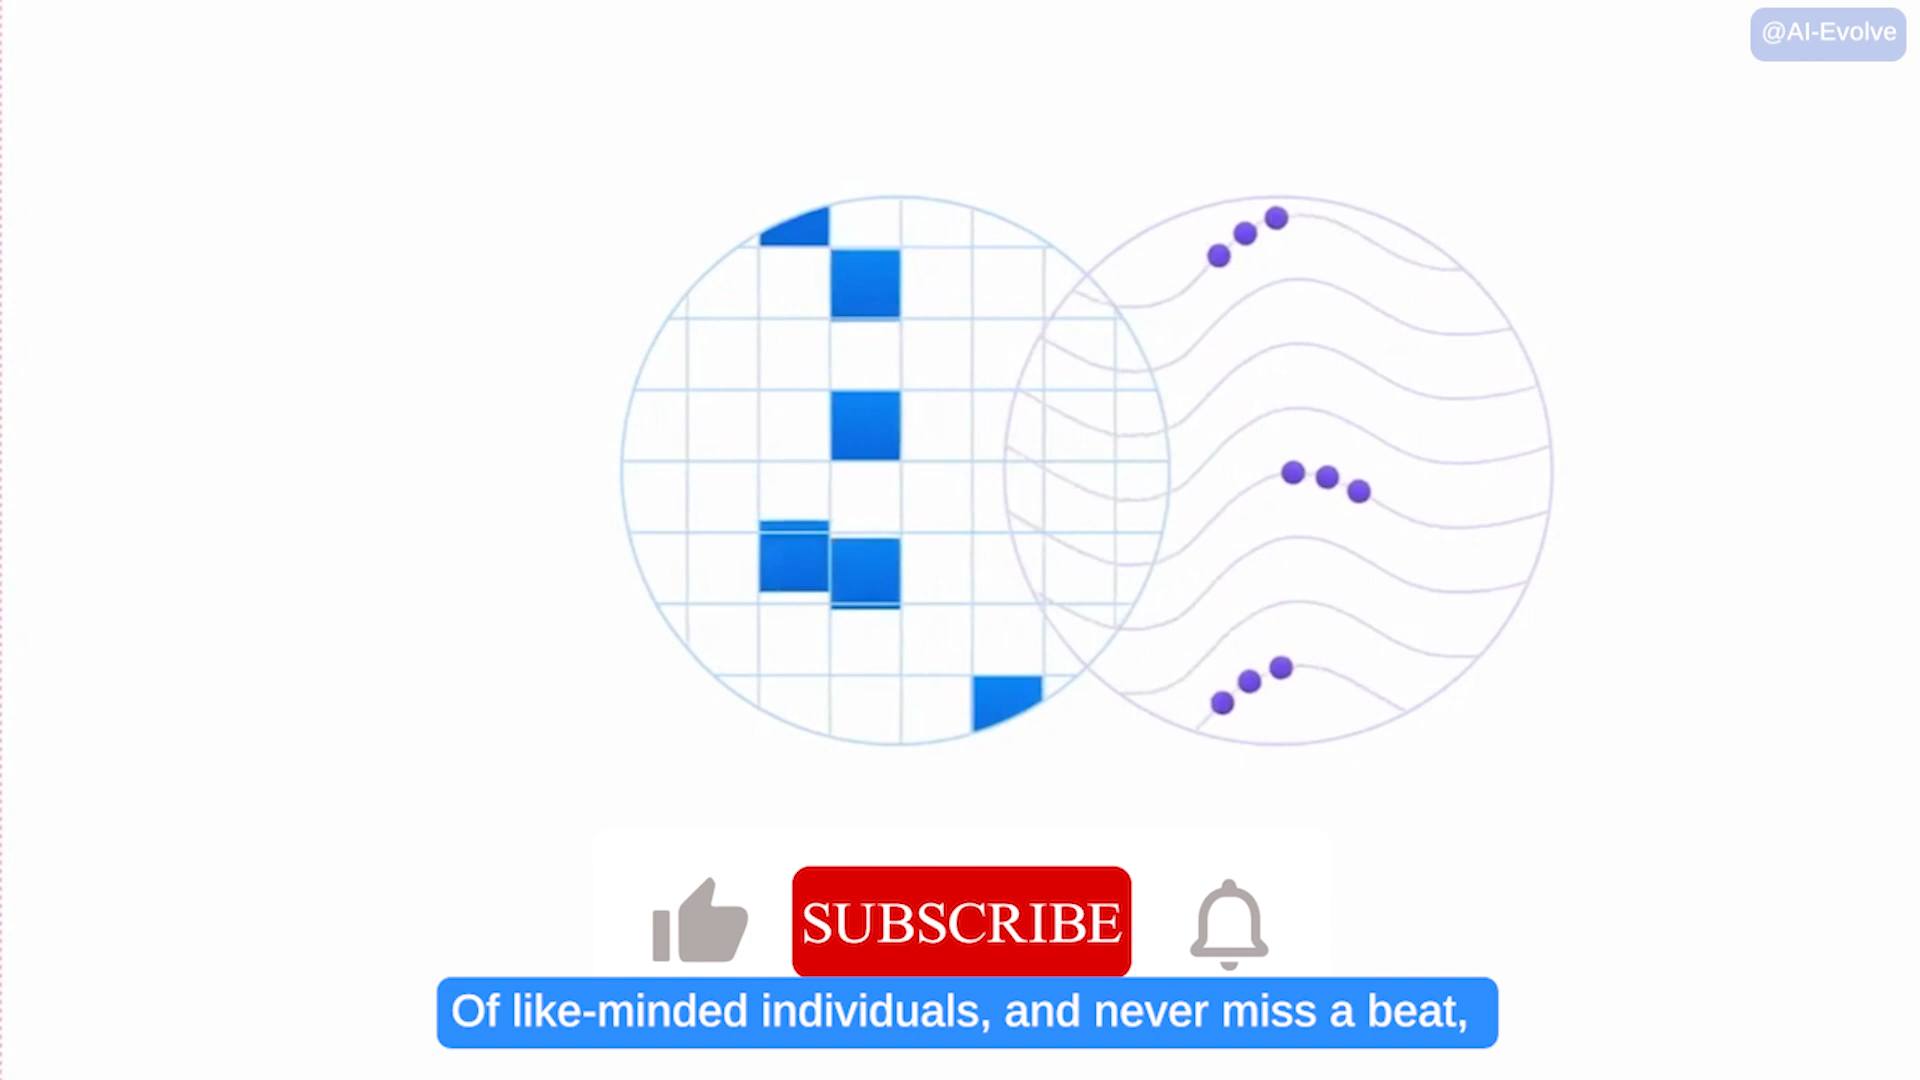 @AI-Evolve
SUBSCRIBE
Of like-minded individuals, and never miss a beat,